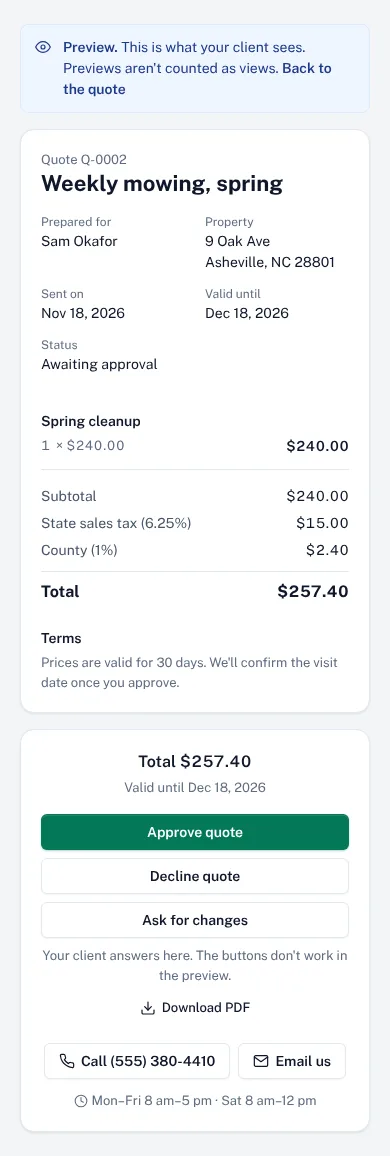 Preview. This is what your client sees.
Previews aren't counted as views. Back to
the quote
Quote Q-0002
Weekly mowing, spring
Prepared for
Sam Okafor
Property
9 Oak Ave
Asheville, NC 28801
Sent on
Nov 18, 2026
Valid until
Dec 18, 2026
Status
Awaiting approval
Spring cleanup
1 × $240.00 $240.00
Subtotal $240.00
State sales tax (6.25%) $15.00
County (1%) $2.40
Total $257.40
Terms
Prices are valid for 30 days. We'll confirm the visit
date once you approve.
Total $257.40
Valid until Dec 18, 2026
Approve quote
Decline quote
Ask for changes
Your client answers here. The buttons don't work in
the preview.
Download PDF
Call (555) 380-4410
Email us
Mon–Fri 8 am–5 pm · Sat 8 am–12 pm